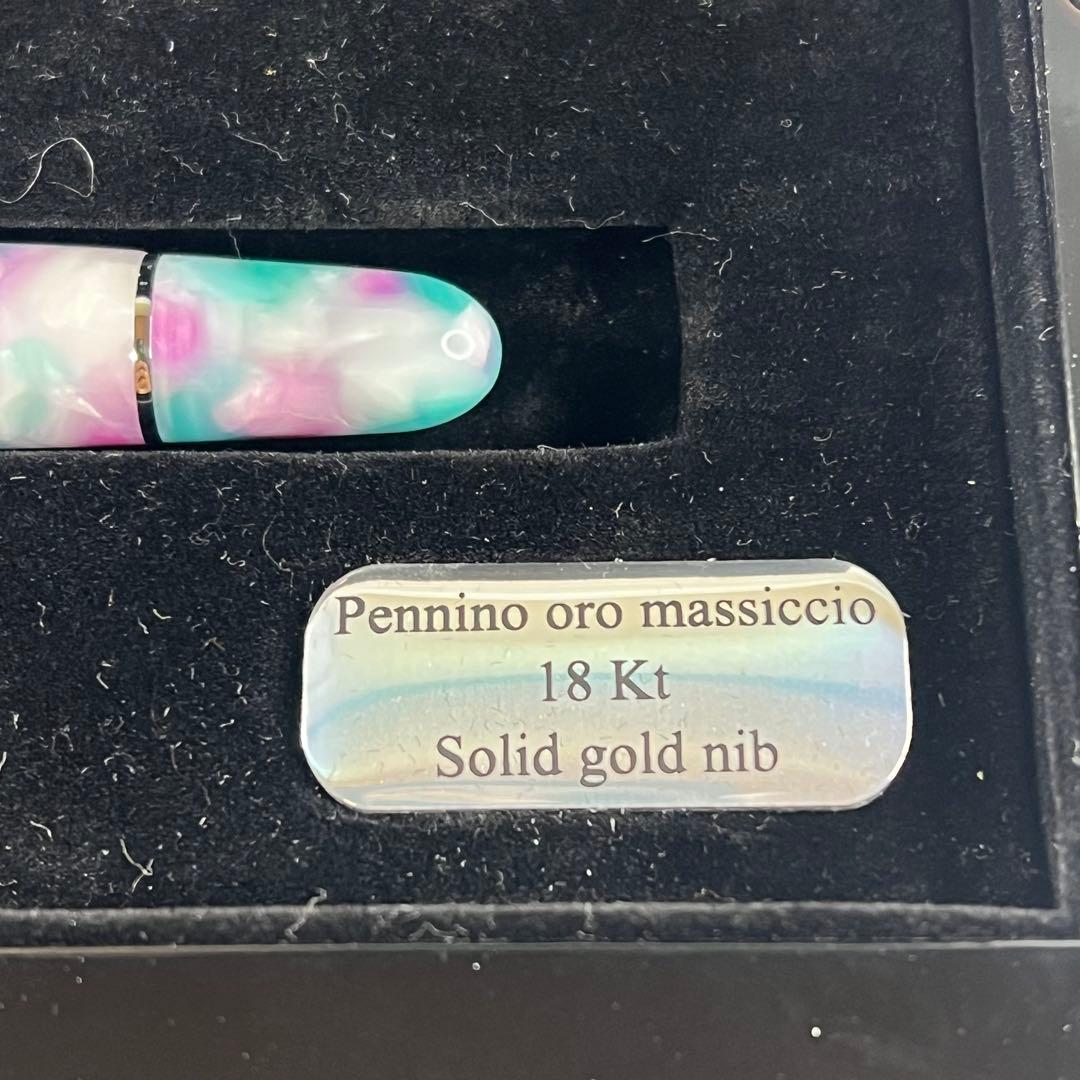 Pennino oro massiccio
18 Kt
Solid gold nib